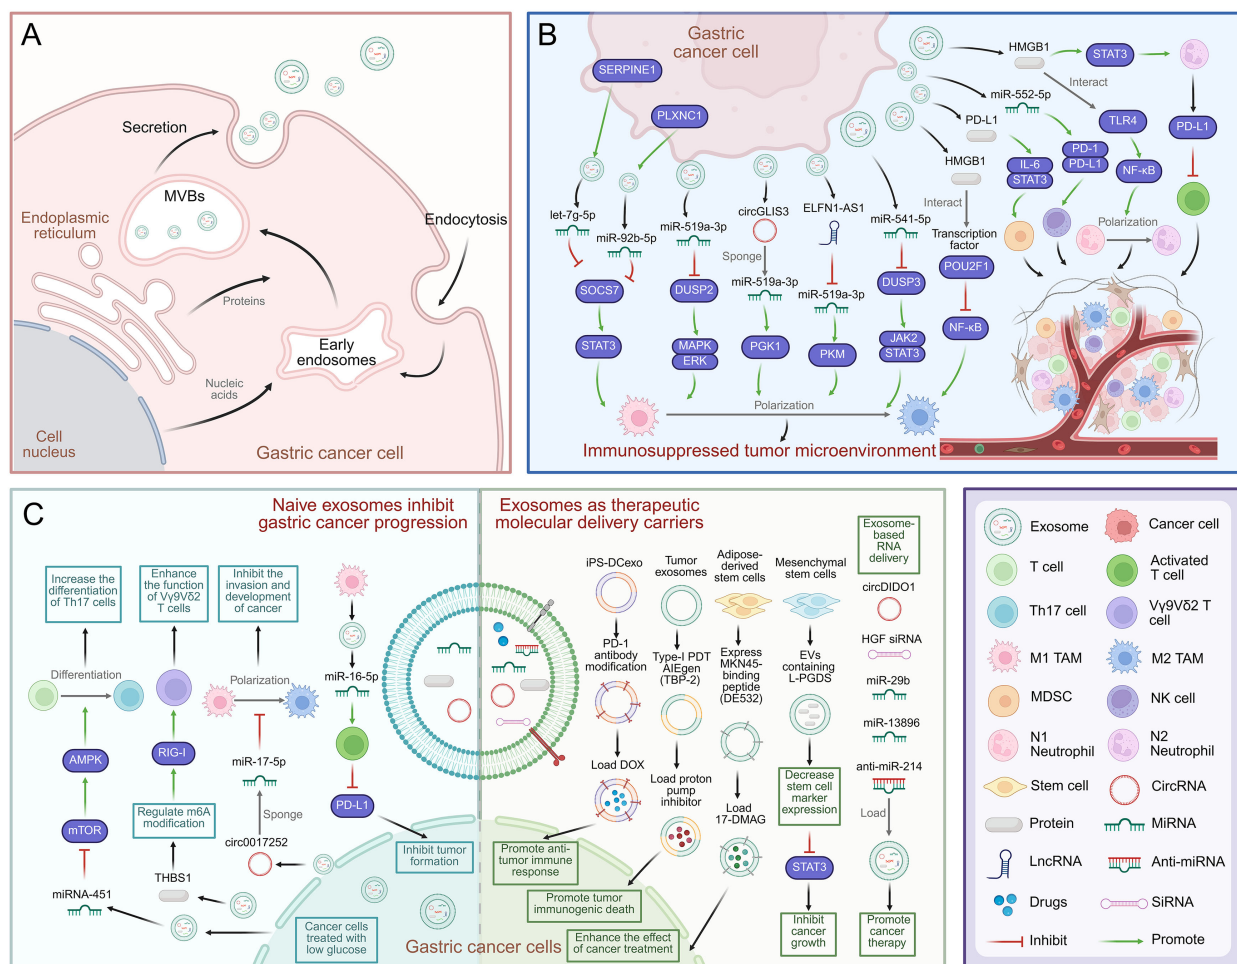 A
Secretion
MVBs
Endoplasmic
reticulum
Endocytosis
Proteins
Early
endosomes
Nucleic
acids
Cell
nucleus
Gastric cancer cell
B
Gastric
cancer cell
SERPINE1
PLXNC1
HMGB1
STAT3
Interact
miR-552-5p
PD-L1
TLR4
PD-L1
HMGB1
PD-1
PD-L1
IL-6
STAT3
NF-κB
Interact
let-7g-5p
miR-92b-5p
miR-519a-3p
circGLIS3
ELFN1-AS1
miR-541-5p
Polarization
Transcription
factor
Sponge
POU2F1
SOCS7
DUSP2
miR-519a-3p
miR-519a-3p
DUSP3
NF-κB
STAT3
MAPK
ERK
PGK1
PKM
JAK2
STAT3
Polarization
Immunosuppressed tumor microenvironment
C
Naive exosomes inhibit
gastric cancer progression
Exosomes as therapeutic
molecular delivery carriers
Increase the
differentiation
of Th17 cells
Enhance
the function
of Vγ9Vδ2
T cells
Inhibit the
invasion and
development
of cancer
Differentiation
Polarization
miR-16-5p
AMPK
RIG-I
miR-17-5p
mTOR
Regulate m6A
modification
Sponge
PD-L1
circ0017252
miRNA-451
THBS1
Inhibit tumor
formation
Cancer cells
treated with
low glucose
Gastric cancer cells
iPS-DCexo
PD-1
antibody
modification
Load DOX
Promote anti-
tumor immune
response
Tumor
exosomes
Type-I PDT
AIEgen
(TBP-2)
Load proton
pump
inhibitor
Promote tumor
immunogenic death
Adipose-
derived stem
cells
Express
MKN45-
binding
peptide
(DE532)
Load
17-DMAG
Enhance the effect
of cancer treatment
Mesenchymal
stem cells
EVs
containing
L-PGDS
Decrease
stem cell
marker
expression
STAT3
Inhibit
cancer
growth
Exosome-
based RNA
delivery
circDIDO1
HGF siRNA
miR-29b
miR-13896
anti-miR-214
Load
Promote
cancer
therapy
Exosome
Cancer cell
T cell
Activated
T cell
Th17 cell
Vγ9Vδ2 T
cell
M1 TAM
M2 TAM
MDSC
NK cell
N1
Neutrophil
N2
Neutrophil
Stem cell
CircRNA
Protein
MiRNA
LncRNA
Anti-miRNA
Drugs
SiRNA
Inhibit
Promote